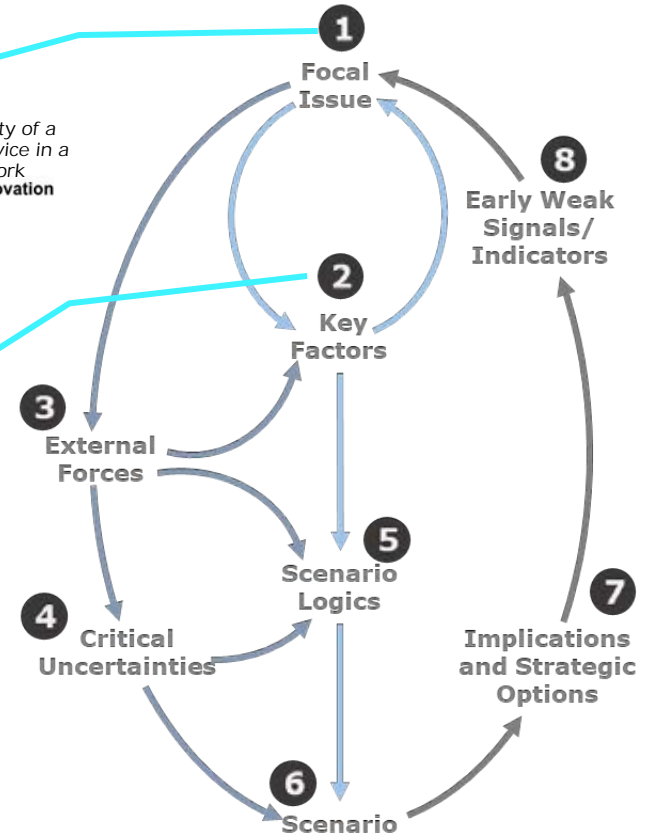 1
Focal
Issue
ty of a
vice in a
ork
ovation
8
Early Weak
Signals/
Indicators
2
Key
Factors
3
External
Forces
5
Scenario
Logics
4
Critical
Uncertainties
7
Implications
and Strategic
Options
6
Scenario